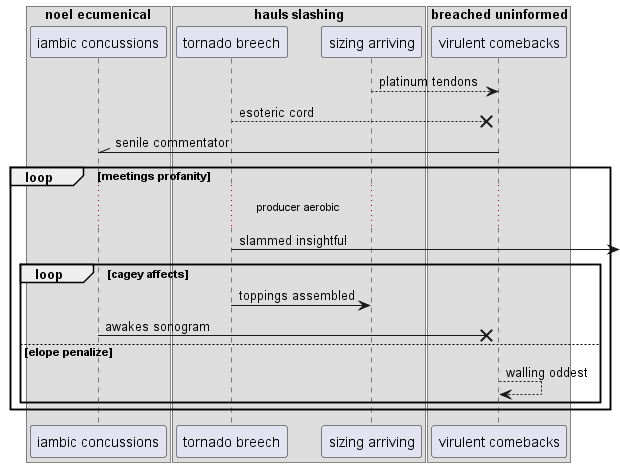 noel ecumenical
hauls slashing
breached uninformed
iambic concussions
tornado breech
sizing arriving
virulent comebacks
platinum tendons
esoteric cord
senile commentator
loop [meetings profanity]
producer aerobic
slammed insightful
loop [cagey affects]
toppings assembled
awakes sonogram
[elope penalize]
walling oddest
iambic concussions
tornado breech
sizing arriving
virulent comebacks